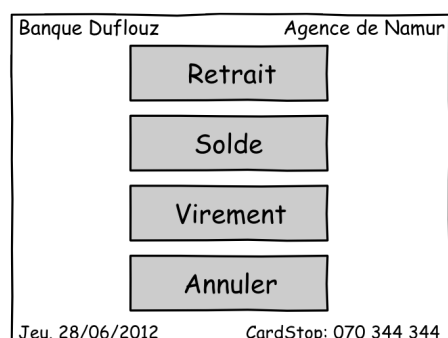 Banque Duflouz Agence de Namur
Retrait
Solde
Virement
Annuler
Jeu. 28/06/2012 CardStop: 070 344 344